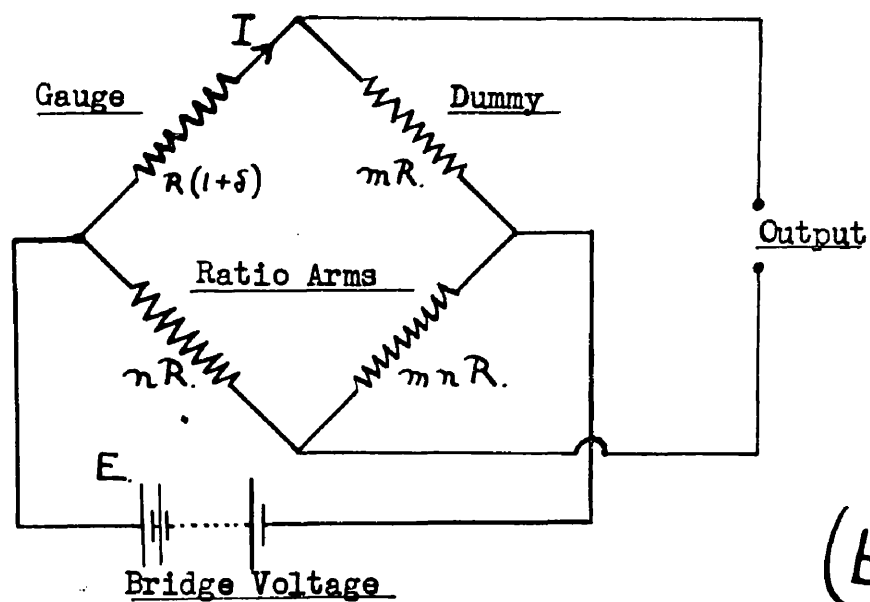 I
Gauge
Dummy
R(1+δ)
mR.
Output
Ratio Arms
nR.
mnR.
E.
Bridge Voltage